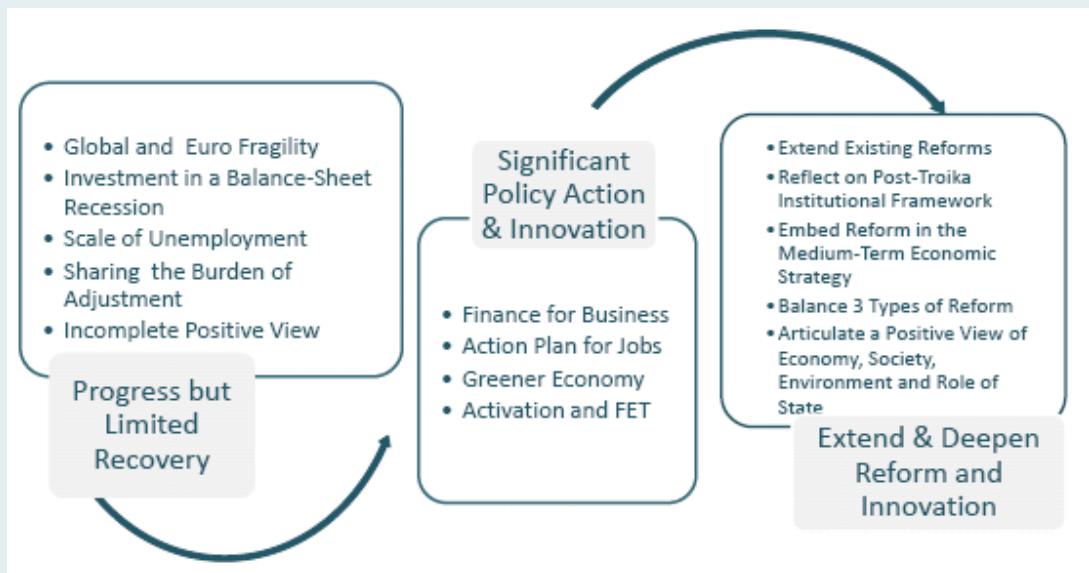 • Global and Euro Fragility
• Investment in a Balance-Sheet
Recession
• Scale of Unemployment
• Sharing the Burden of
Adjustment
• Incomplete Positive View
Progress but
Limited
Recovery
Significant
Policy Action
& Innovation
• Finance for Business
• Action Plan for Jobs
• Greener Economy
• Activation and FET
• Extend Existing Reforms
• Reflect on Post-Troika
Institutional Framework
• Embed Reform in the
Medium-Term Economic
Strategy
• Balance 3 Types of Reform
• Articulate a Positive View of
Economy, Society,
Environment and Role of
State
Extend & Deepen
Reform and
Innovation